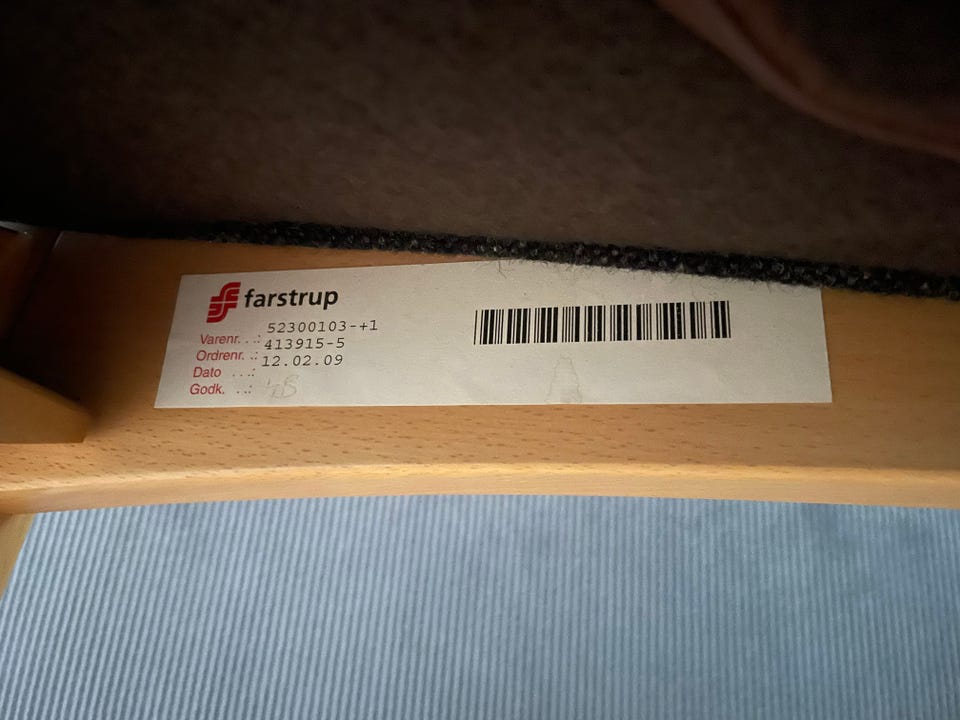 farstrup
Varenr. . .: 52300103-+1
Ordrenr. .: 413915-5
Dato . . .: 12.02.09
Godk. . ..: